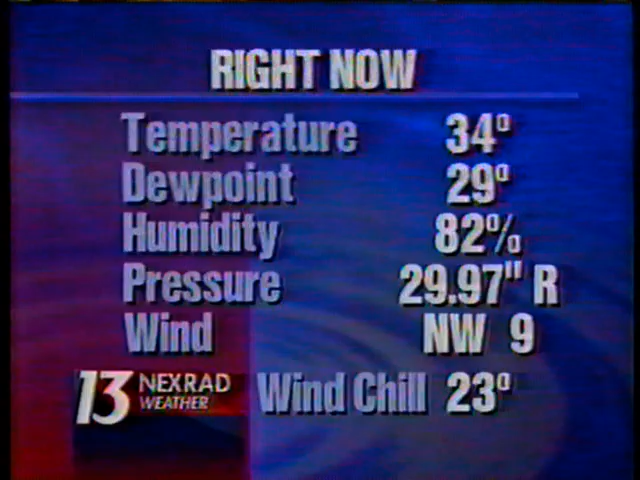 RIGHT NOW
Temperature 34°
Dewpoint 29°
Humidity 82%
Pressure 29.97" R
Wind NW 9
13 NEXRAD WEATHER Wind Chill 23°